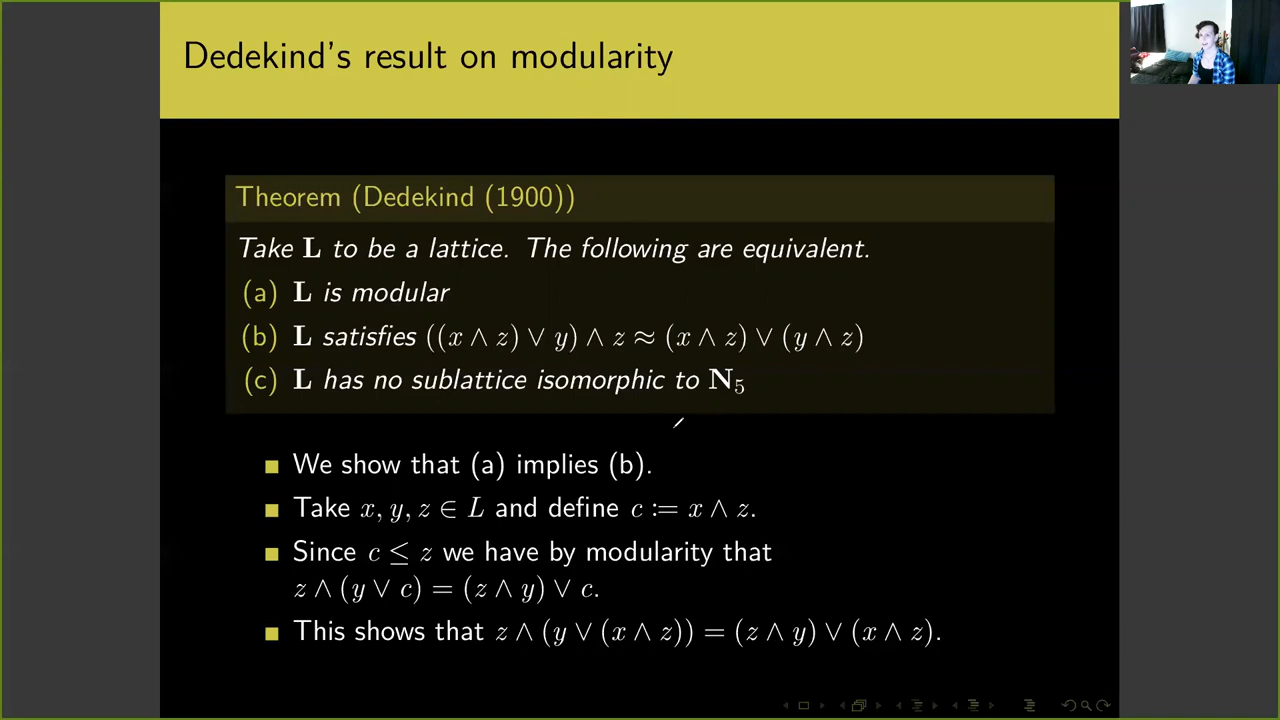 Dedekind's result on modularity
Theorem (Dedekind (1900))
Take L to be a lattice. The following are equivalent.
(a) L is modular
(b) L satisfies ((x ∧ z) ∨ y) ∧ z ≈ (x ∧ z) ∨ (y ∧ z)
(c) L has no sublattice isomorphic to N₅
We show that (a) implies (b).
Take x, y, z ∈ L and define c := x ∧ z.
Since c ≤ z we have by modularity that
z ∧ (y ∨ c) = (z ∧ y) ∨ c.
This shows that z ∧ (y ∨ (x ∧ z)) = (z ∧ y) ∨ (x ∧ z).